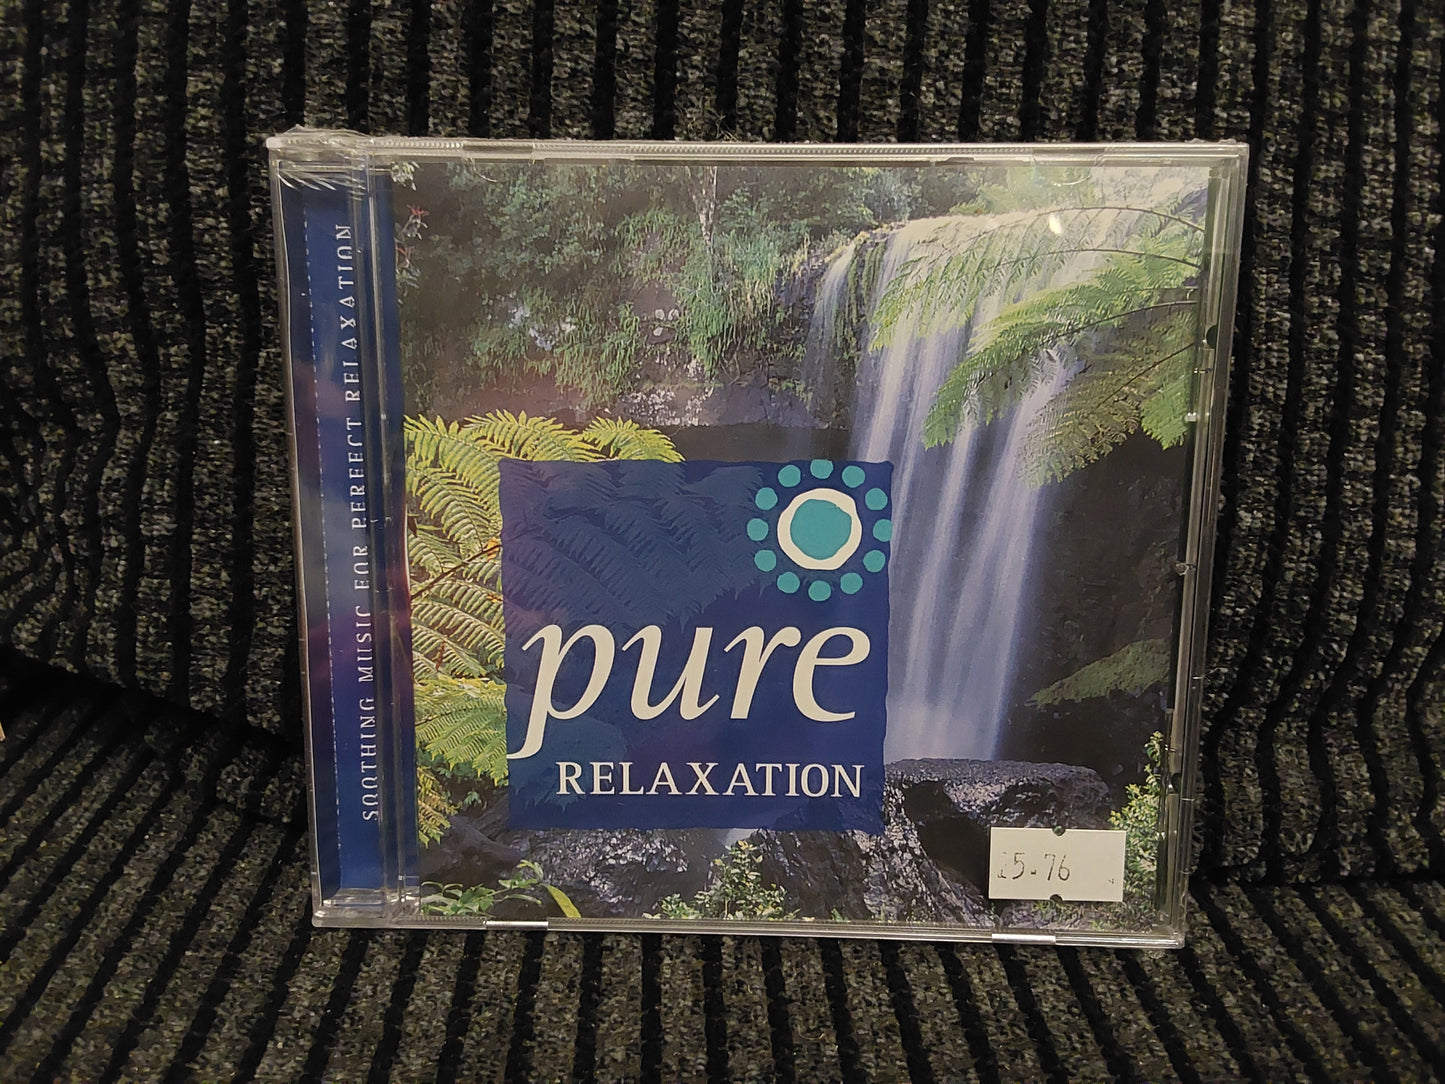 SOOTHING MUSIC FOR PERFECT RELAXATION
pure
RELAXATION
£5.76